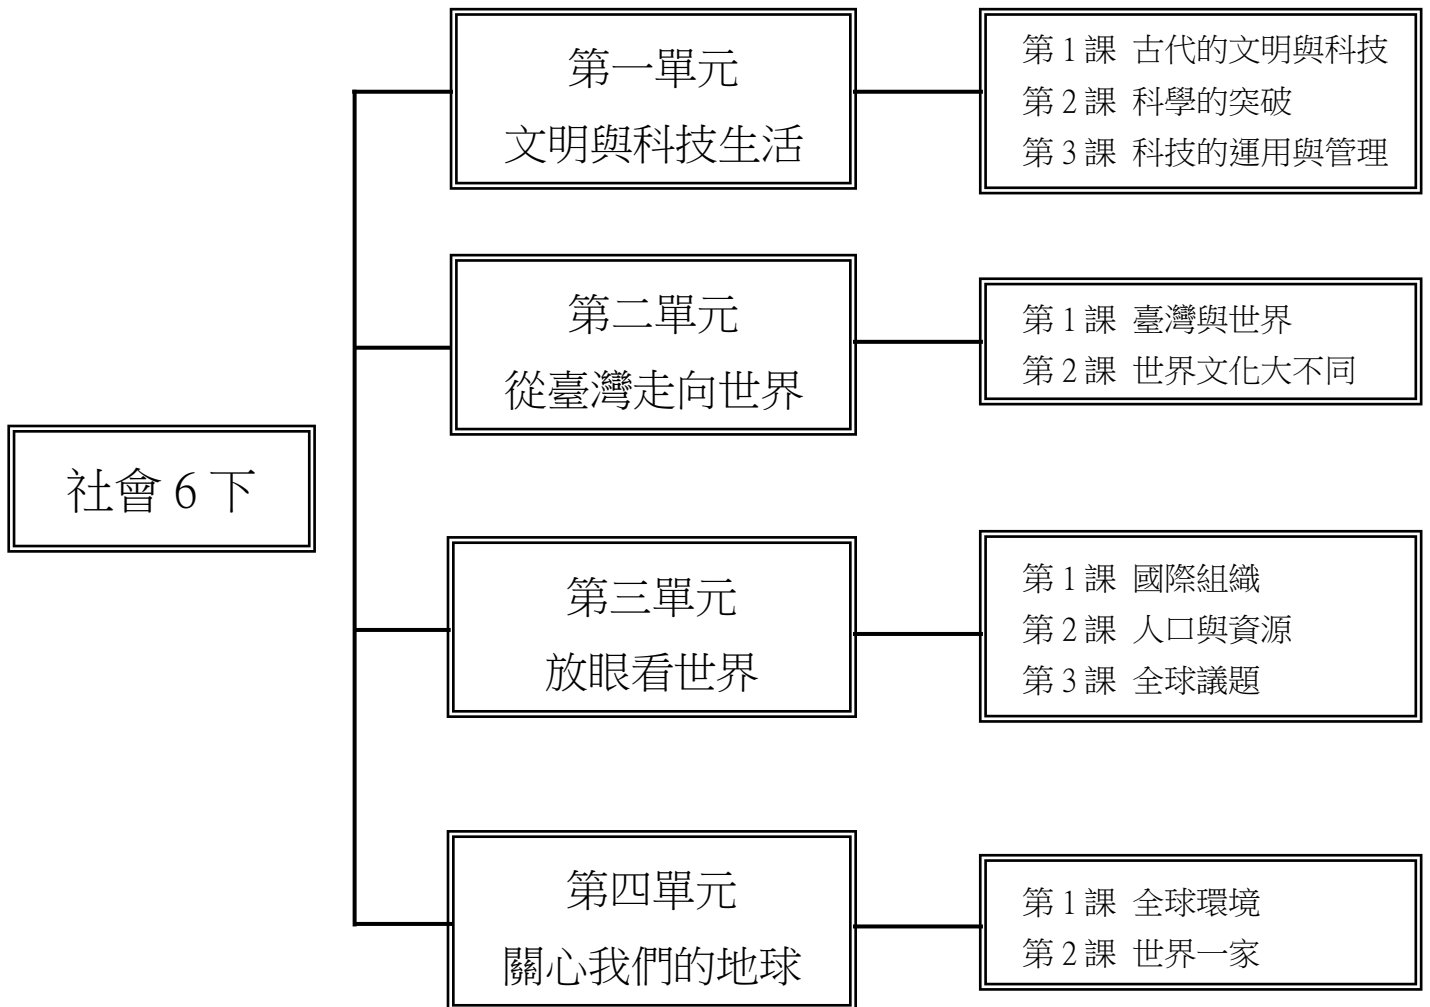 社會 6 下
第一單元
文明與科技生活
第 1 課 古代的文明與科技
第 2 課 科學的突破
第 3 課 科技的運用與管理
第二單元
從臺灣走向世界
第 1 課 臺灣與世界
第 2 課 世界文化大不同
第三單元
放眼看世界
第 1 課 國際組織
第 2 課 人口與資源
第 3 課 全球議題
第四單元
關心我們的地球
第 1 課 全球環境
第 2 課 世界一家